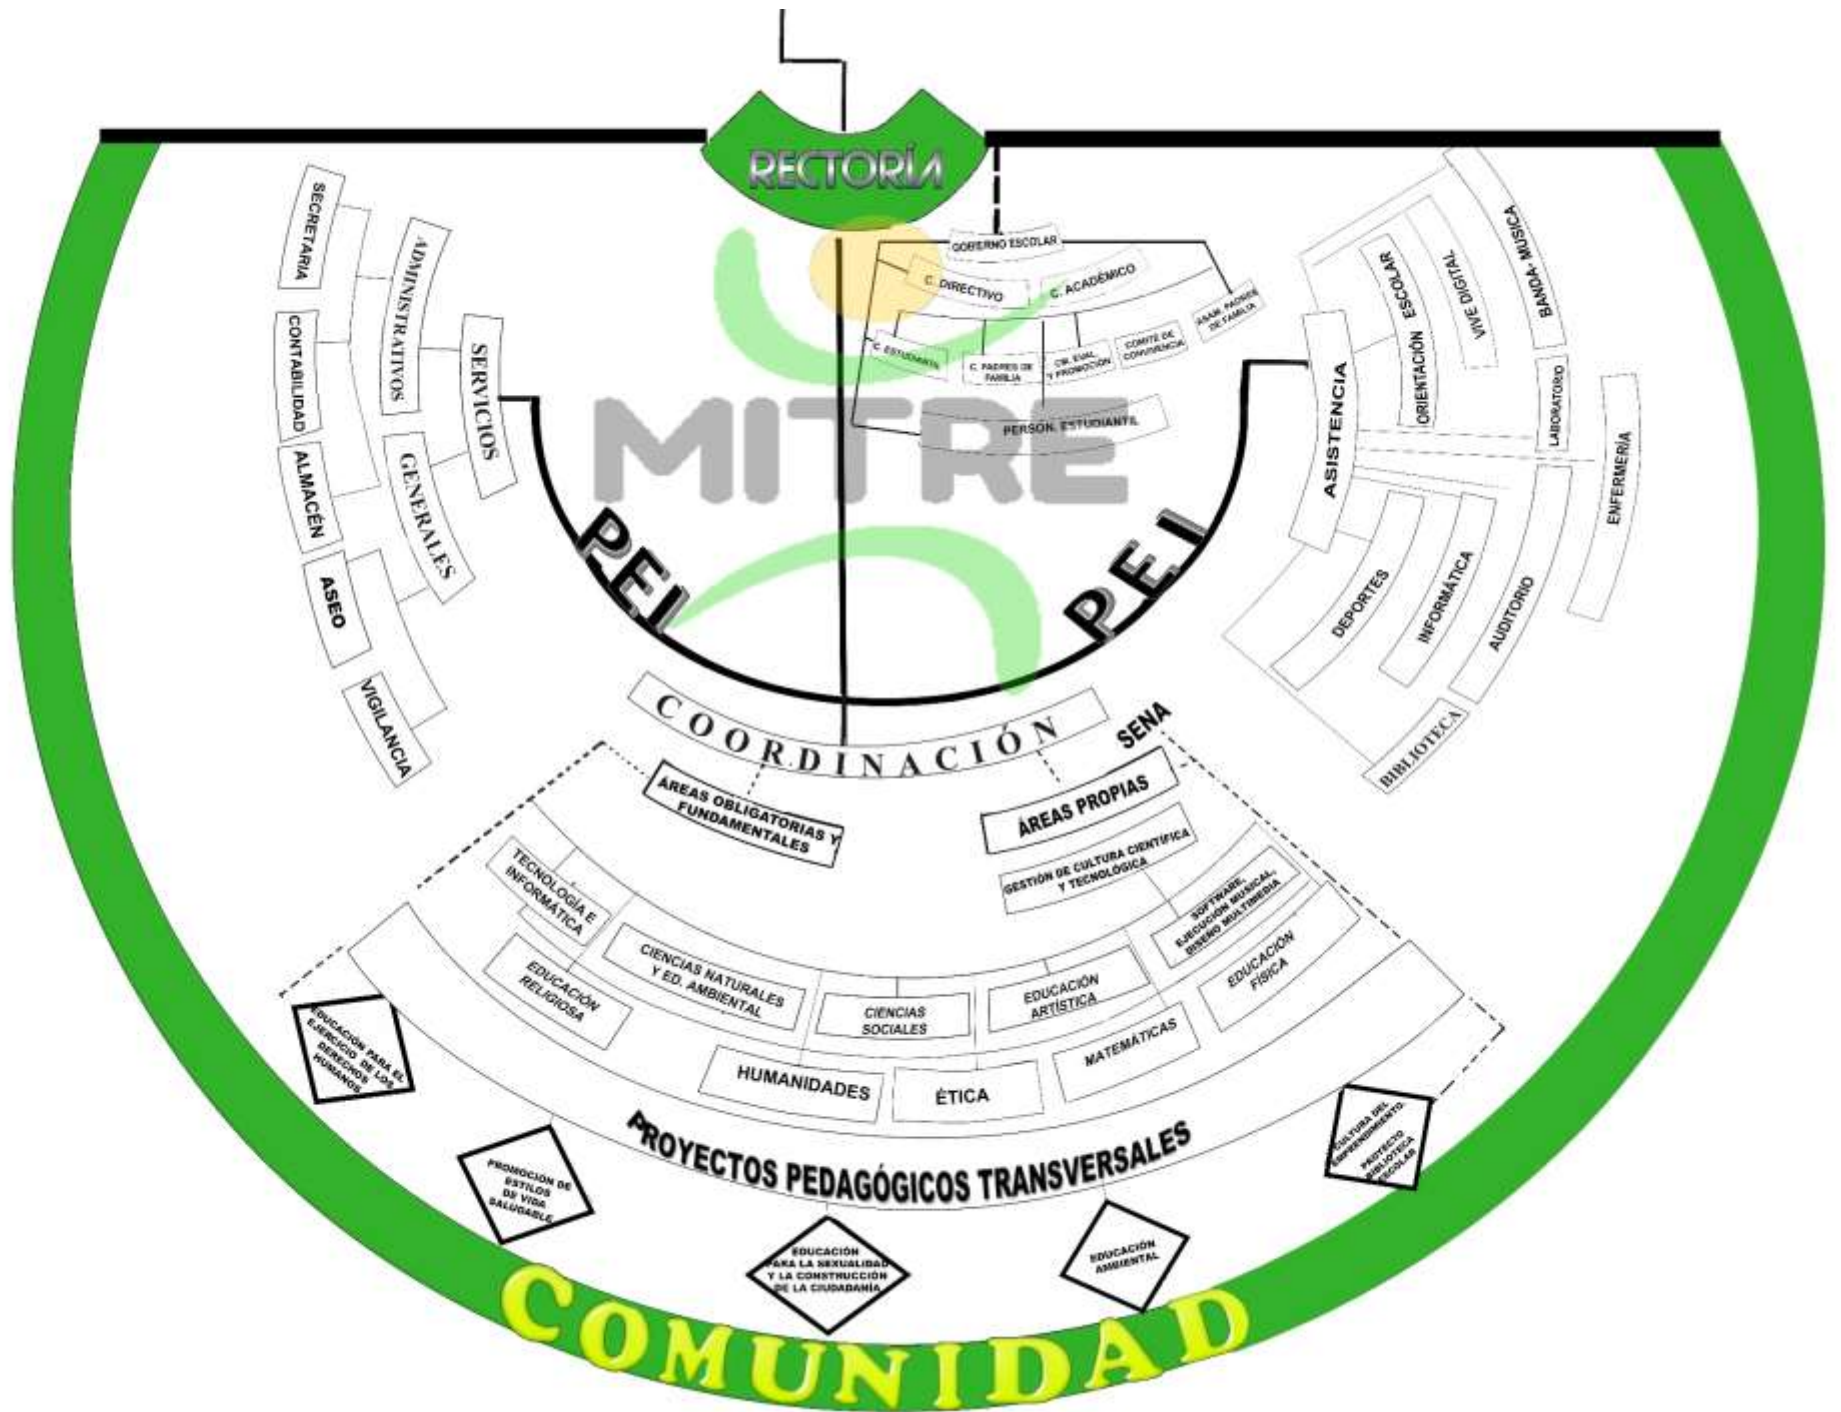 RECTORÍA
SECRETARIA
CONTABILIDAD
ALMACÉN
ASEO
VIGILANCIA
ADMINISTRATIVOS
GENERALES
SERVICIOS
GOBIERNO ESCOLAR
C. DIRECTIVO
C. ACADÉMICO
C. ESTUDIANTIL
C. PADRES DE
FAMILIA
CM. EVAL
Y PROMOCIÓN
COMITÉ DE
CONVIVENCIA
ASAM. PADRES
DE FAMILIA
PERSON. ESTUDIANTIL
MITRE
PEI
PEI
ASISTENCIA
ORIENTACIÓN ESCOLAR
VIVE DIGITAL
BANDA- MUSICA
LABORATORIO
ENFERMERÍA
DEPORTES
INFORMÁTICA
AUDITORIO
BIBLIOTECA
COORDINACIÓN
SENA
ÁREAS OBLIGATORIAS Y
FUNDAMENTALES
ÁREAS PROPIAS
GESTIÓN DE CULTURA CIENTÍFICA
Y TECNOLÓGICA
SOFTWARE,
EJECUCIÓN MUSICAL,
DISEÑO MULTIMEDIA
TECNOLOGÍA E
INFORMÁTICA
EDUCACIÓN
RELIGIOSA
CIENCIAS NATURALES
Y ED. AMBIENTAL
CIENCIAS
SOCIALES
EDUCACIÓN
ARTÍSTICA
EDUCACIÓN
FÍSICA
HUMANIDADES
ÉTICA
MATEMÁTICAS
PROYECTOS PEDAGÓGICOS TRANSVERSALES
EDUCACIÓN PARA EL
EJERCICIO DE LOS
DERECHOS
HUMANOS
PROMOCIÓN DE
ESTILOS
DE VIDA
SALUDABLE
EDUCACIÓN
PARA LA SEXUALIDAD
Y LA CONSTRUCCIÓN
DE LA CIUDADANÍA
EDUCACIÓN
AMBIENTAL
CULTURA DEL
EMPRENDIMIENTO
PROYECTO
BIBLIOTECA
ESCOLAR
COMUNIDAD